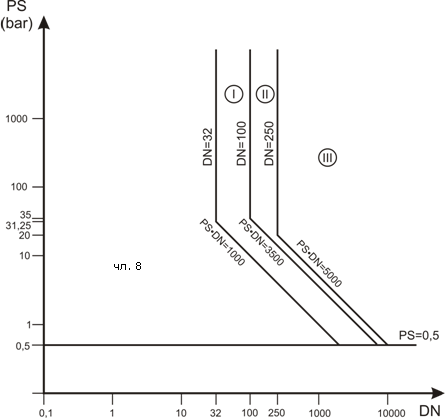 PS
(bar)
1000
100
35
31,25
20
10
1
0,5
I
II
III
DN=32
DN=100
DN=250
PS•DN=1000
PS•DN=3500
PS•DN=5000
чл. 8
PS=0,5
0,1
1
10
32
100
250
1000
10000
DN